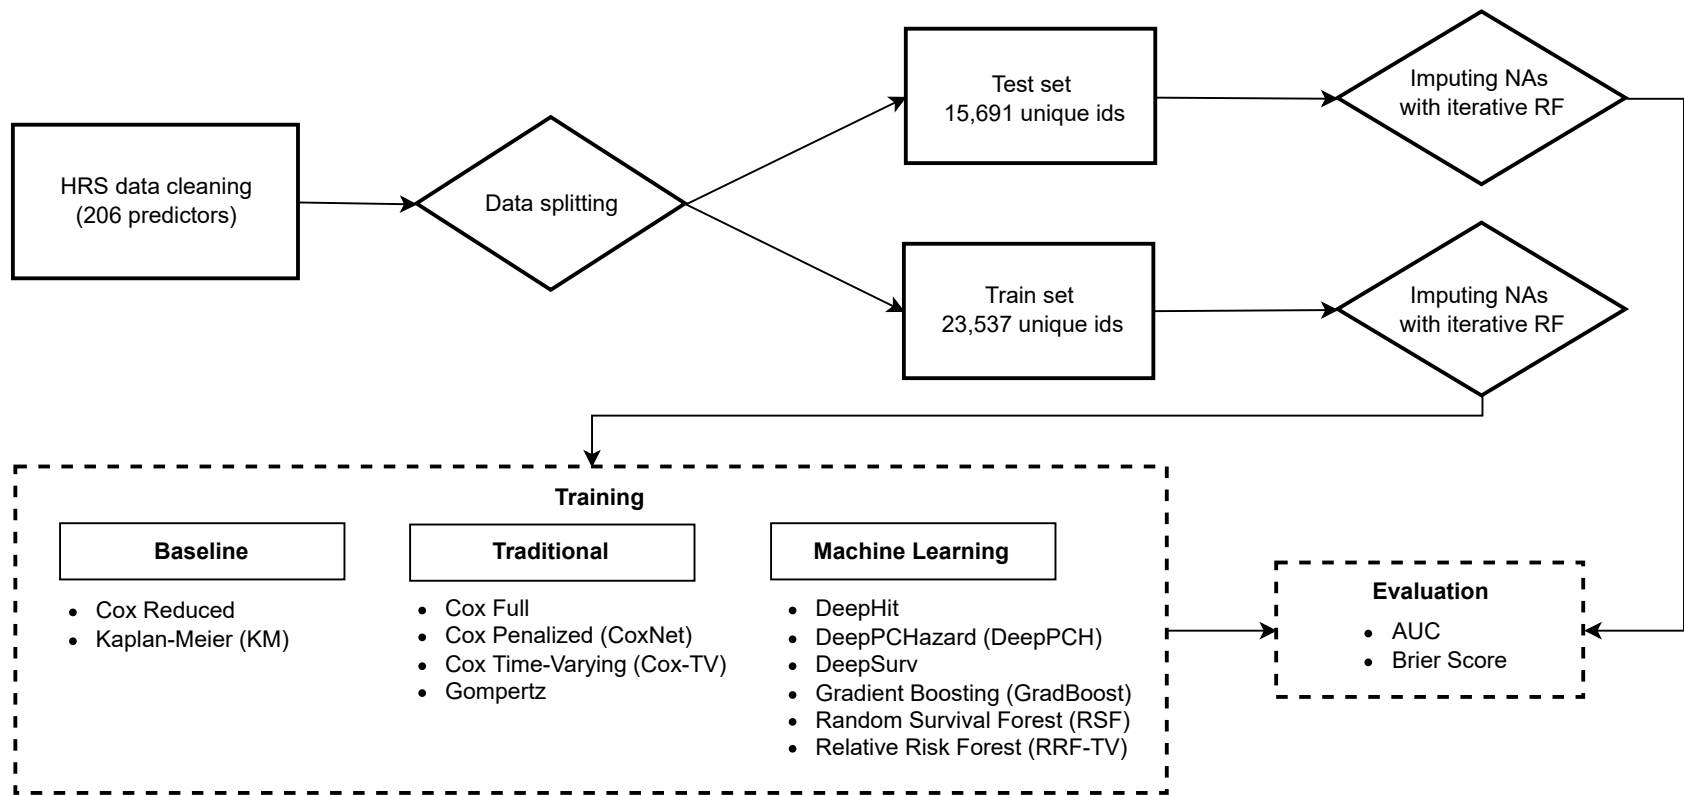 HRS data cleaning
(206 predictors)
Data splitting
Test set
15,691 unique ids
Imputing NAs
with iterative RF
Train set
23,537 unique ids
Imputing NAs
with iterative RF
Training
Baseline
• Cox Reduced
• Kaplan-Meier (KM)
Traditional
• Cox Full
• Cox Penalized (CoxNet)
• Cox Time-Varying (Cox-TV)
• Gompertz
Machine Learning
• DeepHit
• DeepPCHazard (DeepPCH)
• DeepSurv
• Gradient Boosting (GradBoost)
• Random Survival Forest (RSF)
• Relative Risk Forest (RRF-TV)
Evaluation
• AUC
• Brier Score